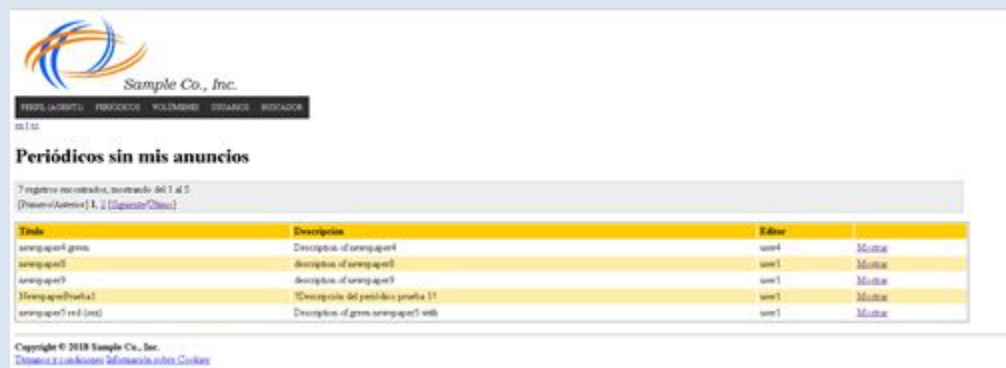 Sample Co., Inc.
PERFIL (AGENT1) PERIÓDICOS VOLÚMENES USUARIOS BUSCADOR
en | es
Periódicos sin mis anuncios
7 registros encontrados, mostrando del 1 al 5
[Primero/Anterior] 1, 2 [Siguiente/Último]
Título Descripción Editor
newspaper4 green Description of newspaper4 user4 Mostrar
newspaper8 description of newspaper8 user1 Mostrar
newspaper9 description of newspaper9 user1 Mostrar
NewspaperPrueba1 ?Descripción del periódico prueba 1? user1 Mostrar
newspaper5 red (sex) Description of green newspaper5 with user1 Mostrar
Copyright © 2018 Sample Co., Inc.
Términos y condiciones Información sobre Cookies